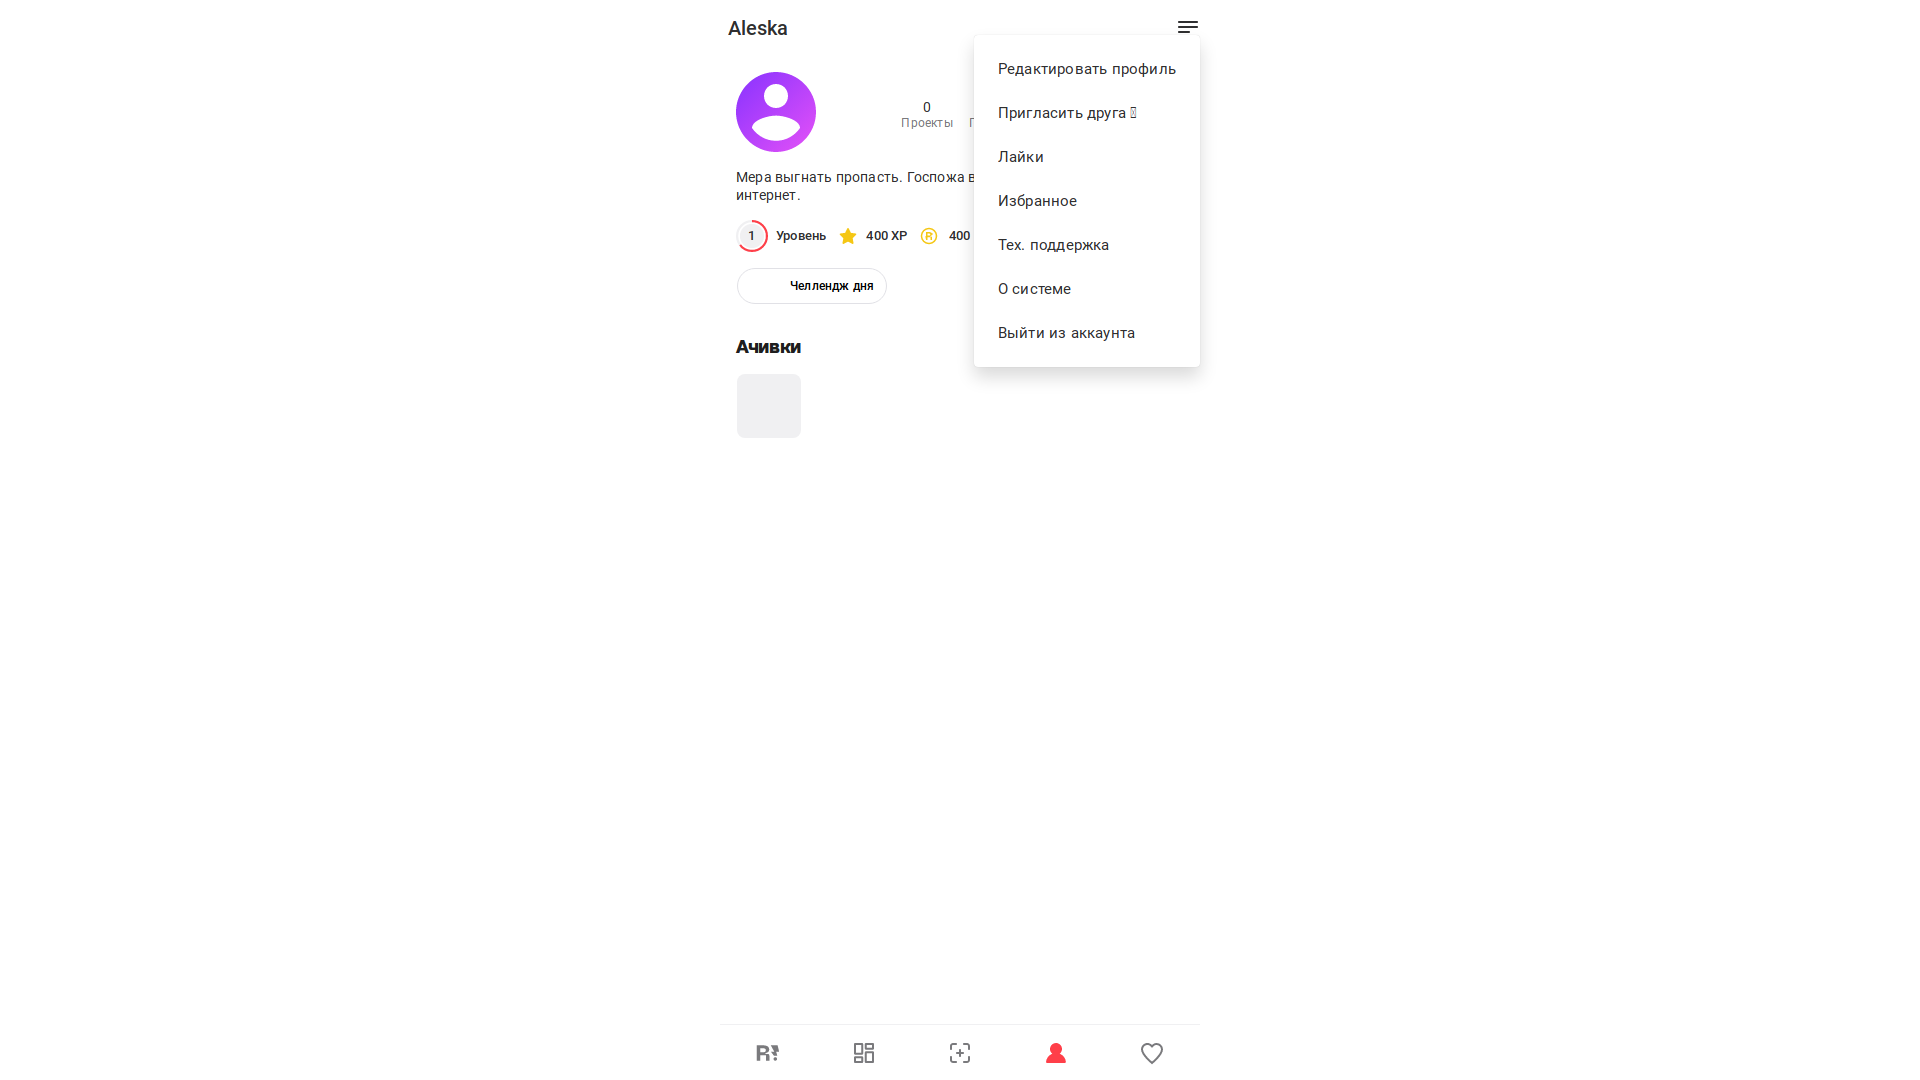 Aleska
Редактировать профиль
Пригласить друга
Лайки
Избранное
Тех. поддержка
О системе
Выйти из аккаунта
0
Проекты
Мера выгнать пропасть. Госпожа
интернет.
1 Уровень 400 XP R 400
Челлендж дня
Ачивки
R